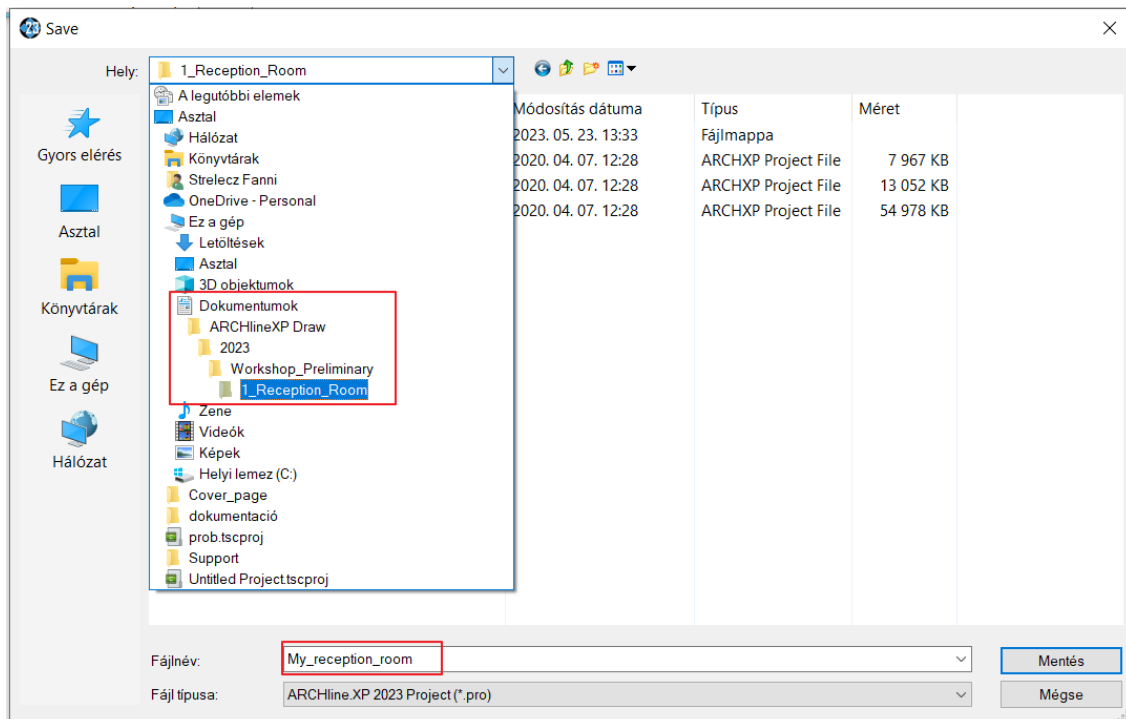 23 Save
Hely: 1_Reception_Room
A legutóbbi elemek
Asztal
Hálózat
Könyvtárak
Strelecz Fanni
OneDrive - Personal
Ez a gép
Letöltések
Asztal
3D objektumok
Dokumentumok
ARCHlineXP Draw
2023
Workshop_Preliminary
1_Reception_Room
Zene
Videók
Képek
Helyi lemez (C:)
Cover_page
dokumentació
prob.tscproj
Support
Untitled Project.tscproj
Módosítás dátuma Típus Méret
2023. 05. 23. 13:33 Fájlmappa
2020. 04. 07. 12:28 ARCHXP Project File 7 967 KB
2020. 04. 07. 12:28 ARCHXP Project File 13 052 KB
2020. 04. 07. 12:28 ARCHXP Project File 54 978 KB
Gyors elérés
Asztal
Könyvtárak
Ez a gép
Hálózat
Fájlnév: My_reception_room Mentés
Fájl típusa: ARCHline.XP 2023 Project (*.pro) Mégse